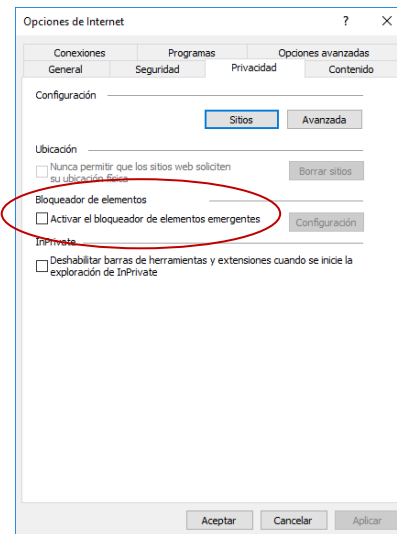 Opciones de Internet
Conexiones Programas Opciones avanzadas
General Seguridad Privacidad Contenido
Configuración
Sitios Avanzada
Ubicación
Nunca permitir que los sitios web soliciten
su ubicación física
Borrar sitios
Bloqueador de elementos
Activar el bloqueador de elementos emergentes
Configuración
InPrivate
Deshabilitar barras de herramientas y extensiones cuando se inicie la
exploración de InPrivate
Aceptar Cancelar Aplicar